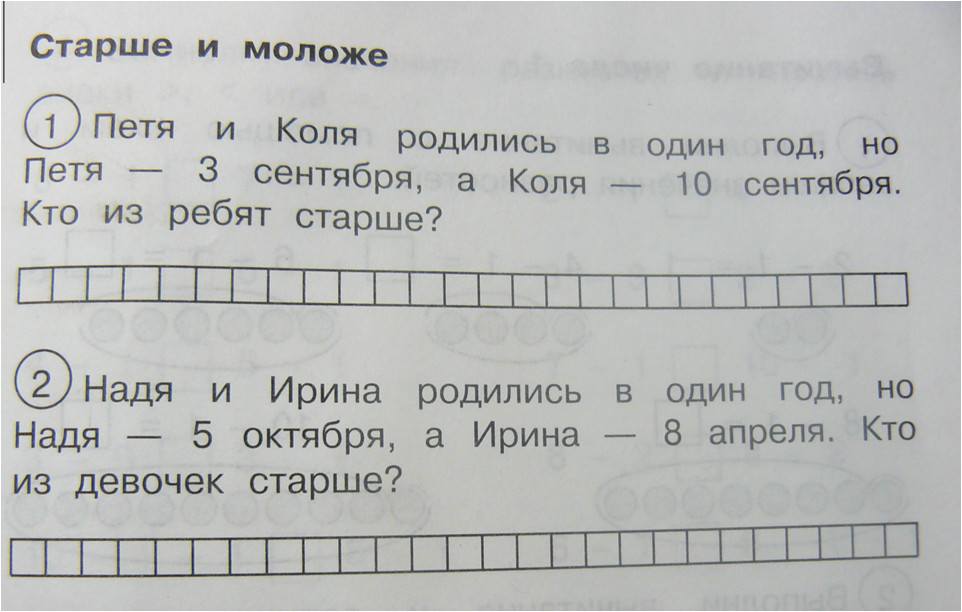 Старше и моложе
1 Петя и Коля родились в один год, но
Петя — 3 сентября, а Коля — 10 сентября.
Кто из ребят старше?
2 Надя и Ирина родились в один год, но
Надя — 5 октября, а Ирина — 8 апреля. Кто
из девочек старше?